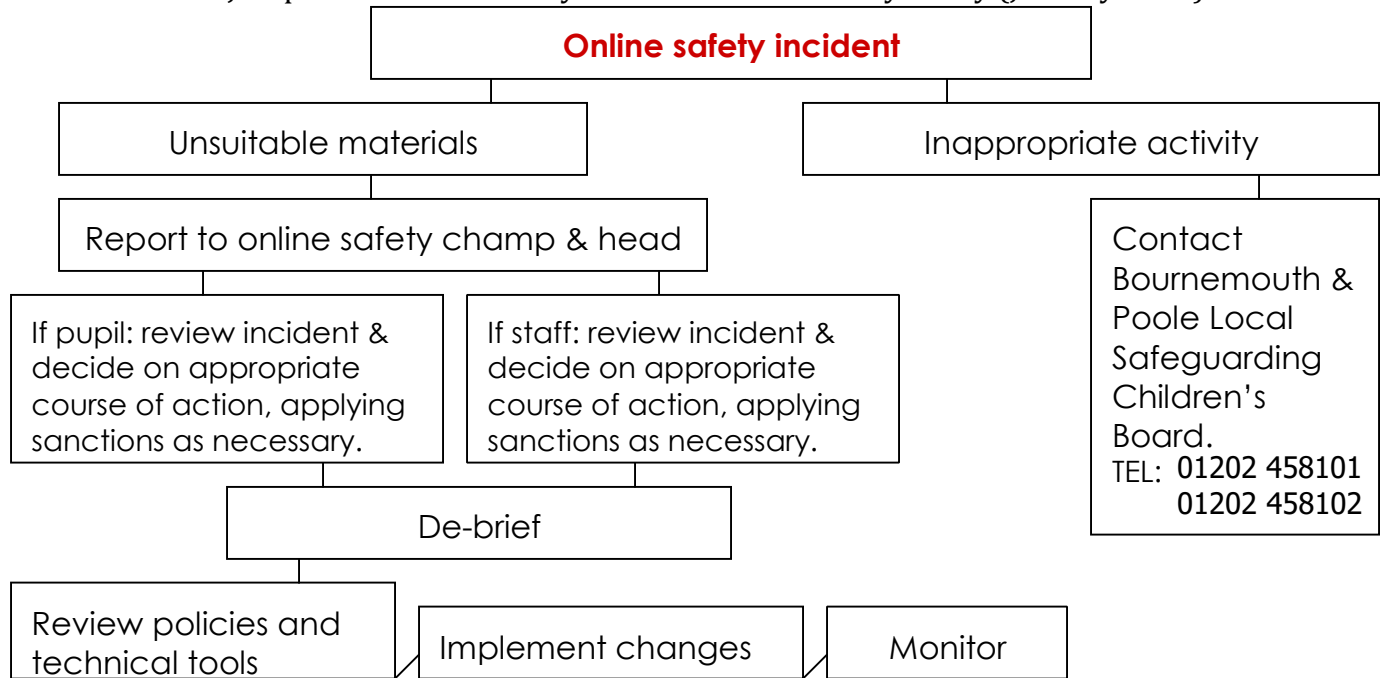 Online safety incident
Unsuitable materials
Inappropriate activity
Report to online safety champ & head
If pupil: review incident &
decide on appropriate
course of action, applying
sanctions as necessary.
If staff: review incident &
decide on appropriate
course of action, applying
sanctions as necessary.
Contact
Bournemouth &
Poole Local
Safeguarding
Children’s
Board.
TEL: 01202 458101
01202 458102
De-brief
Review policies and
technical tools
Implement changes
Monitor